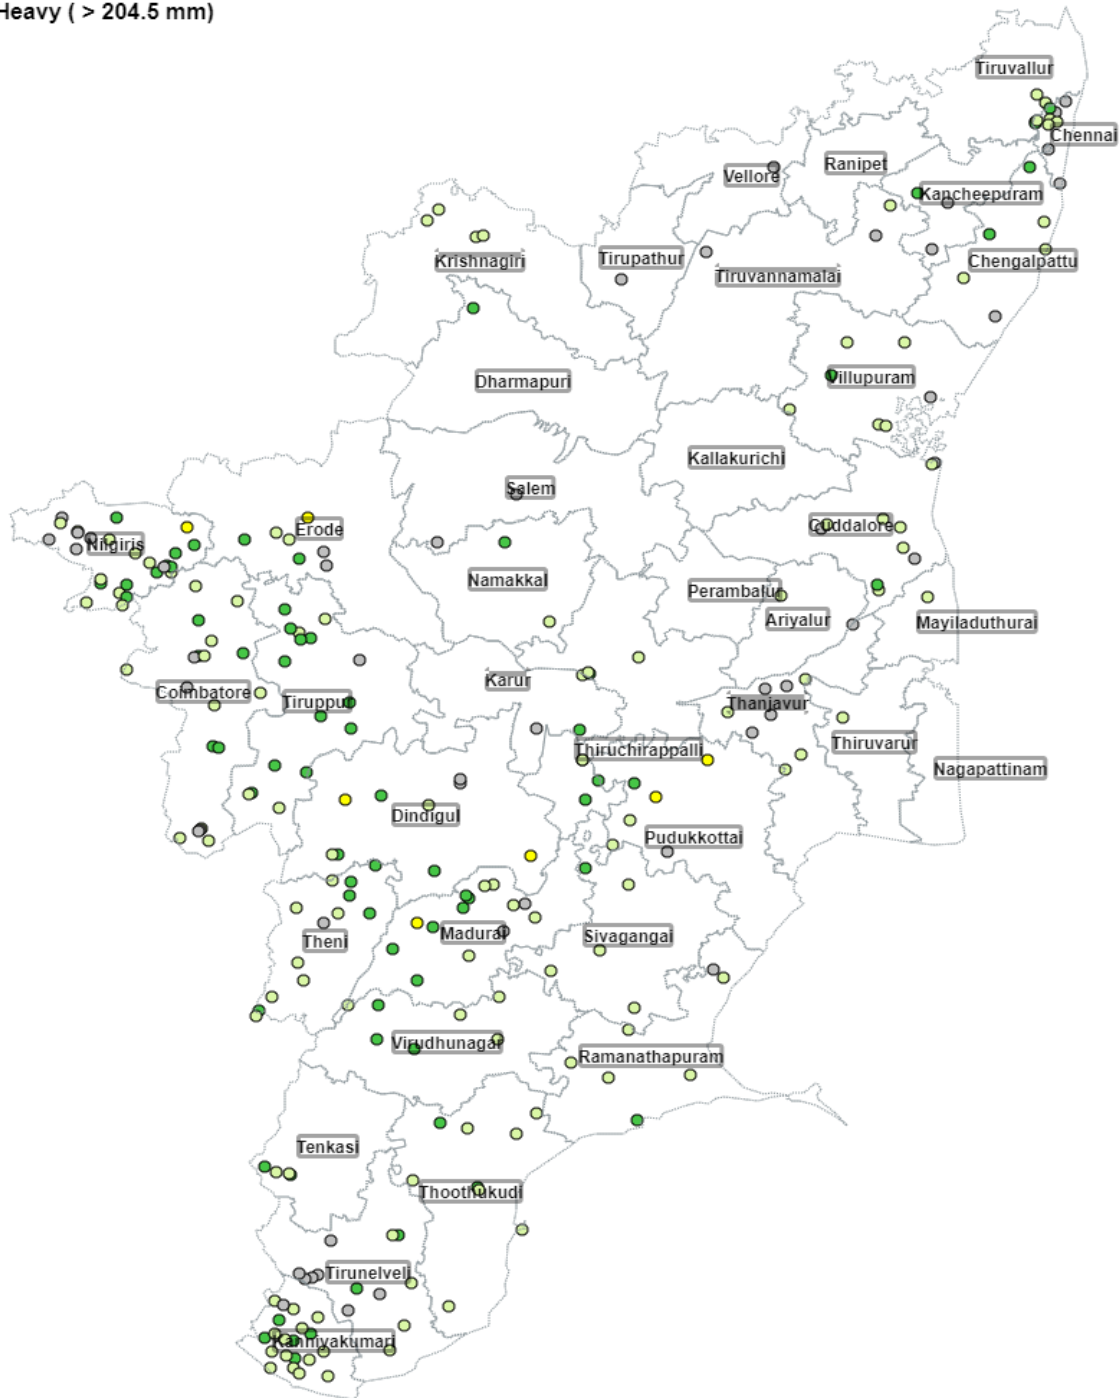 Heavy ( > 204.5 mm)
Tiruvallur
Chennai
Ranipet
Vellore
Kancheepuram
Krishnagiri
Tirupathur
Chengalpattu
Tiruvannamalai
Dharmapuri
Villupuram
Kallakurichi
Salem
Cuddalore
Erode
Nilgiris
Namakkal
Perambalur
Ariyalur
Mayiladuthurai
Karur
Coimbatore
Tiruppur
Thanjavur
Thiruvarur
Thiruchirappalli
Nagapattinam
Dindigul
Pudukkottai
Madurai
Sivagangai
Theni
Virudhunagar
Ramanathapuram
Tenkasi
Thoothukudi
Tirunelveli
Kanniyakumari